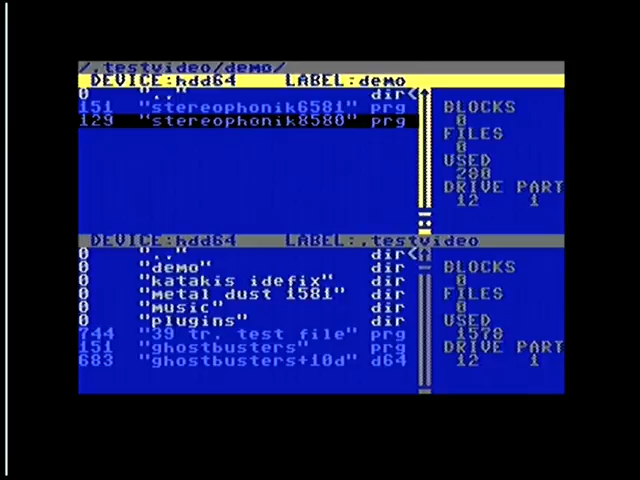 /.testvideo/demo/
DEVICE:hdd64 LABEL:demo
0 ".." dir<
151 "stereophonik6581" prg
129 "stereophonik8580" prg
BLOCKS
0
FILES
0
USED
280
DRIVE PART
12 1
DEVICE:hdd64 LABEL:.testvideo
0 ".." dir<
0 "demo" dir
0 "katakis idefix" dir
0 "metal dust 1581" dir
0 "music" dir
0 "plugins" dir
744 "39 tr. test file" prg
151 "ghostbusters" prg
683 "ghostbusters+10d" d64
BLOCKS
0
FILES
0
USED
1578
DRIVE PART
12 1